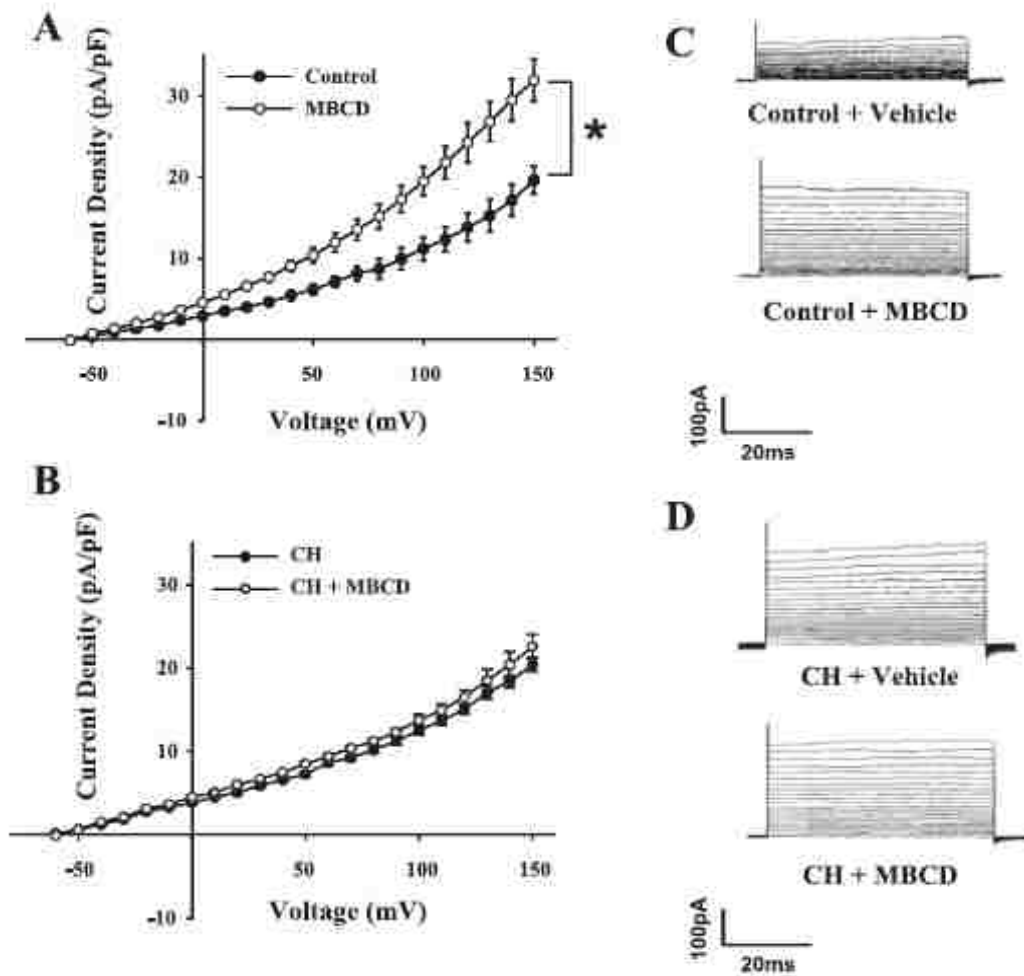 A
Current Density (pA/pF)
Control
MBCD
30
20
10
-50
50
100
150
-10
Voltage (mV)
*
B
Current Density (pA/pF)
CH
CH + MBCD
30
20
10
-50
50
100
150
-10
Voltage (mV)
C
Control + Vehicle
Control + MBCD
100pA
20ms
D
CH + Vehicle
CH + MBCD
100pA
20ms